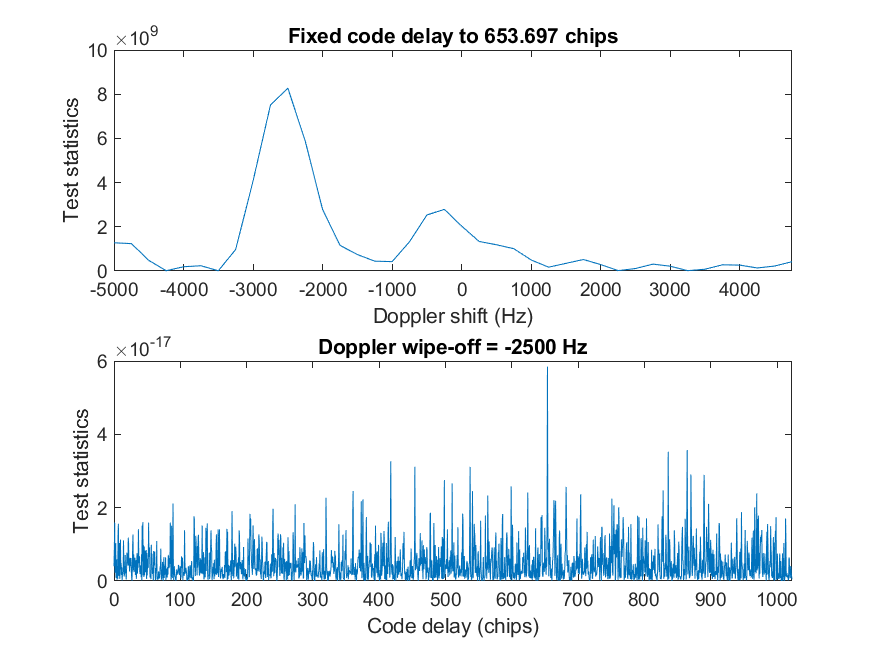 ×10^9
Fixed code delay to 653.697 chips
10
8
6
4
2
0
Test statistics
-5000 -4000 -3000 -2000 -1000 0 1000 2000 3000 4000
Doppler shift (Hz)
×10^-17
Doppler wipe-off = -2500 Hz
6
4
2
0
Test statistics
0 100 200 300 400 500 600 700 800 900 1000
Code delay (chips)